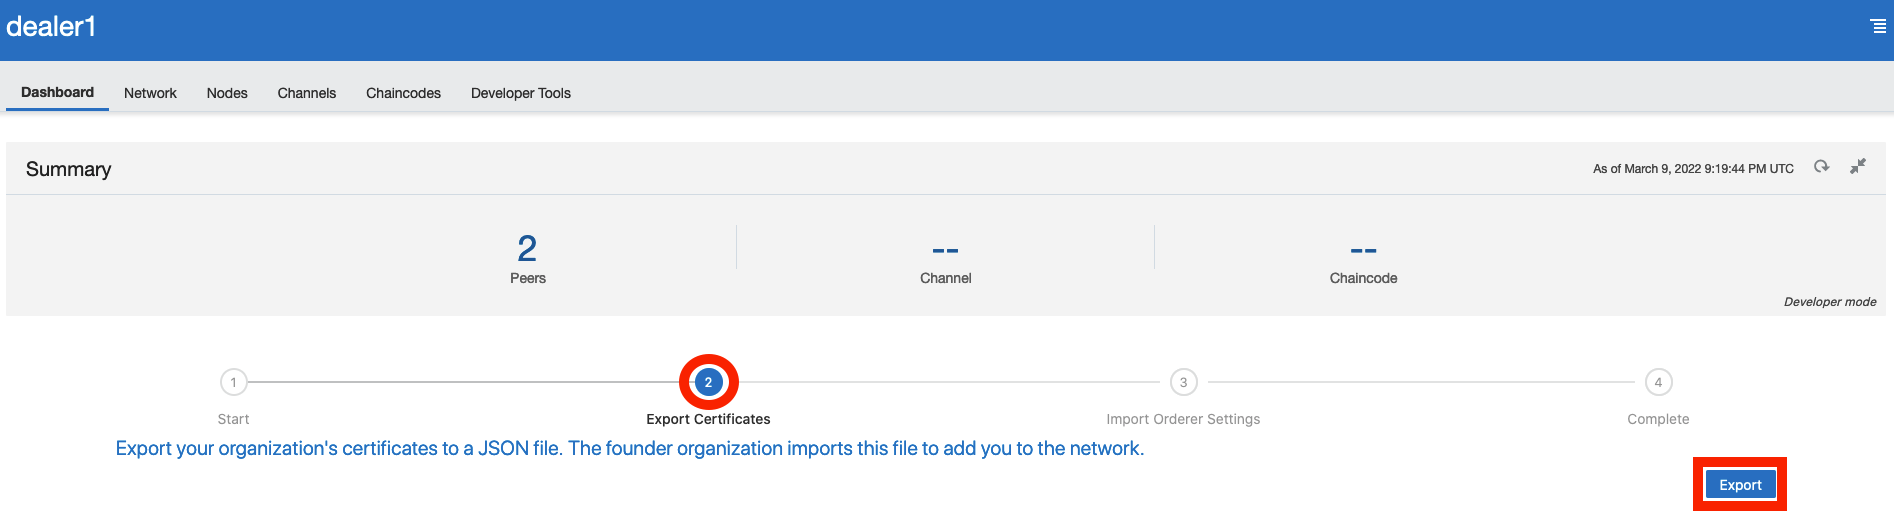 dealer1
Dashboard Network Nodes Channels Chaincodes Developer Tools
Summary
As of March 9, 2022 9:19:44 PM UTC
2 -- --
Peers Channel Chaincode
Developer mode
1 2 3 4
Start Export Certificates Import Orderer Settings Complete
Export your organization's certificates to a JSON file. The founder organization imports this file to add you to the network.
Export